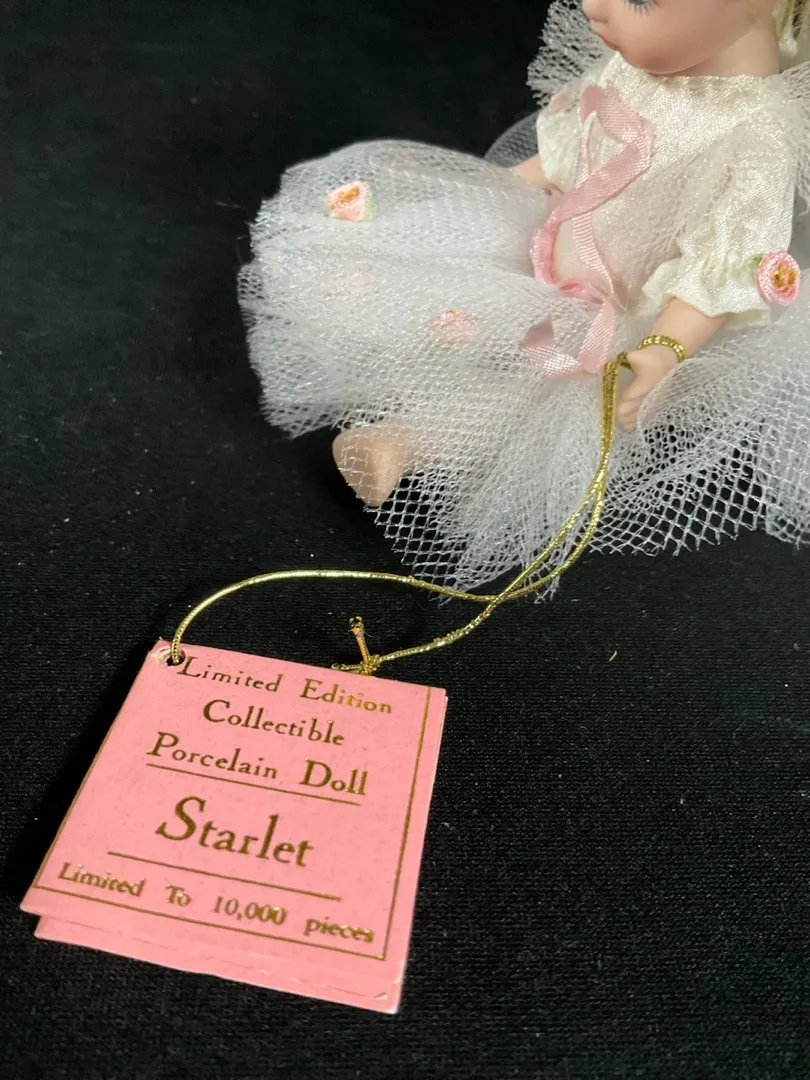 Limited Edition
Collectible
Porcelain Doll
Starlet
Limited To 10,000 pieces